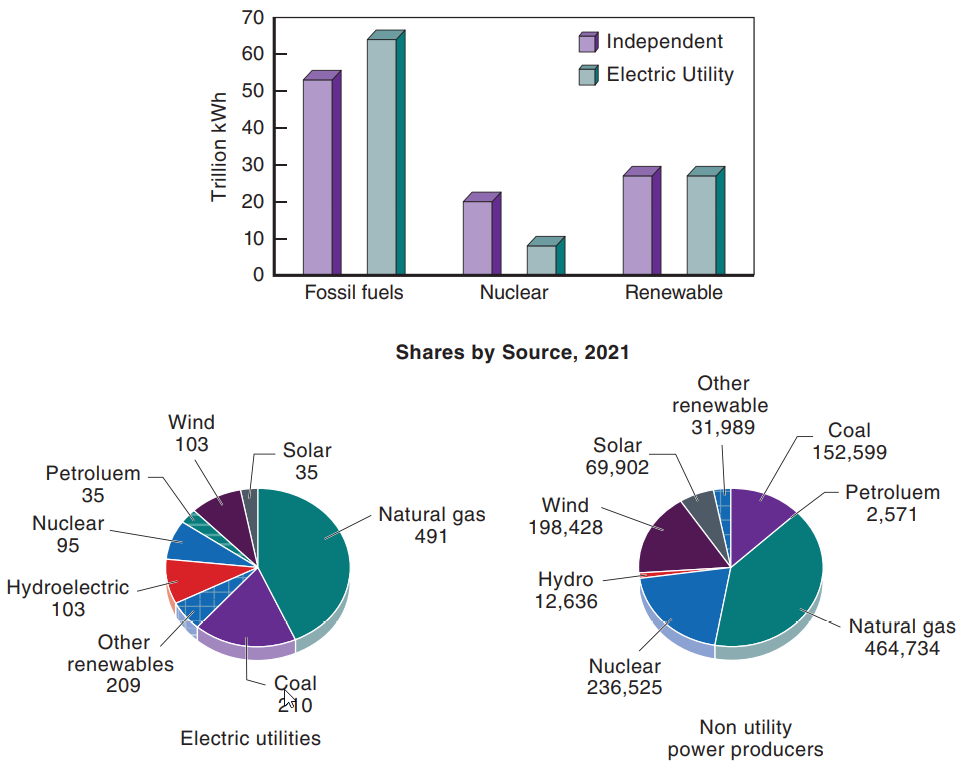 70
60
50
40
30
20
10
0
Trillion kWh
Independent
Electric Utility
Fossil fuels
Nuclear
Renewable
Shares by Source, 2021
Wind
103
Solar
35
Petroluem
35
Natural gas
491
Nuclear
95
Hydroelectric
103
Other
renewables
209
Coal
210
Electric utilities
Other
renewable
31,989
Coal
152,599
Solar
69,902
Petroluem
2,571
Wind
198,428
Hydro
12,636
Natural gas
464,734
Nuclear
236,525
Non utility
power producers